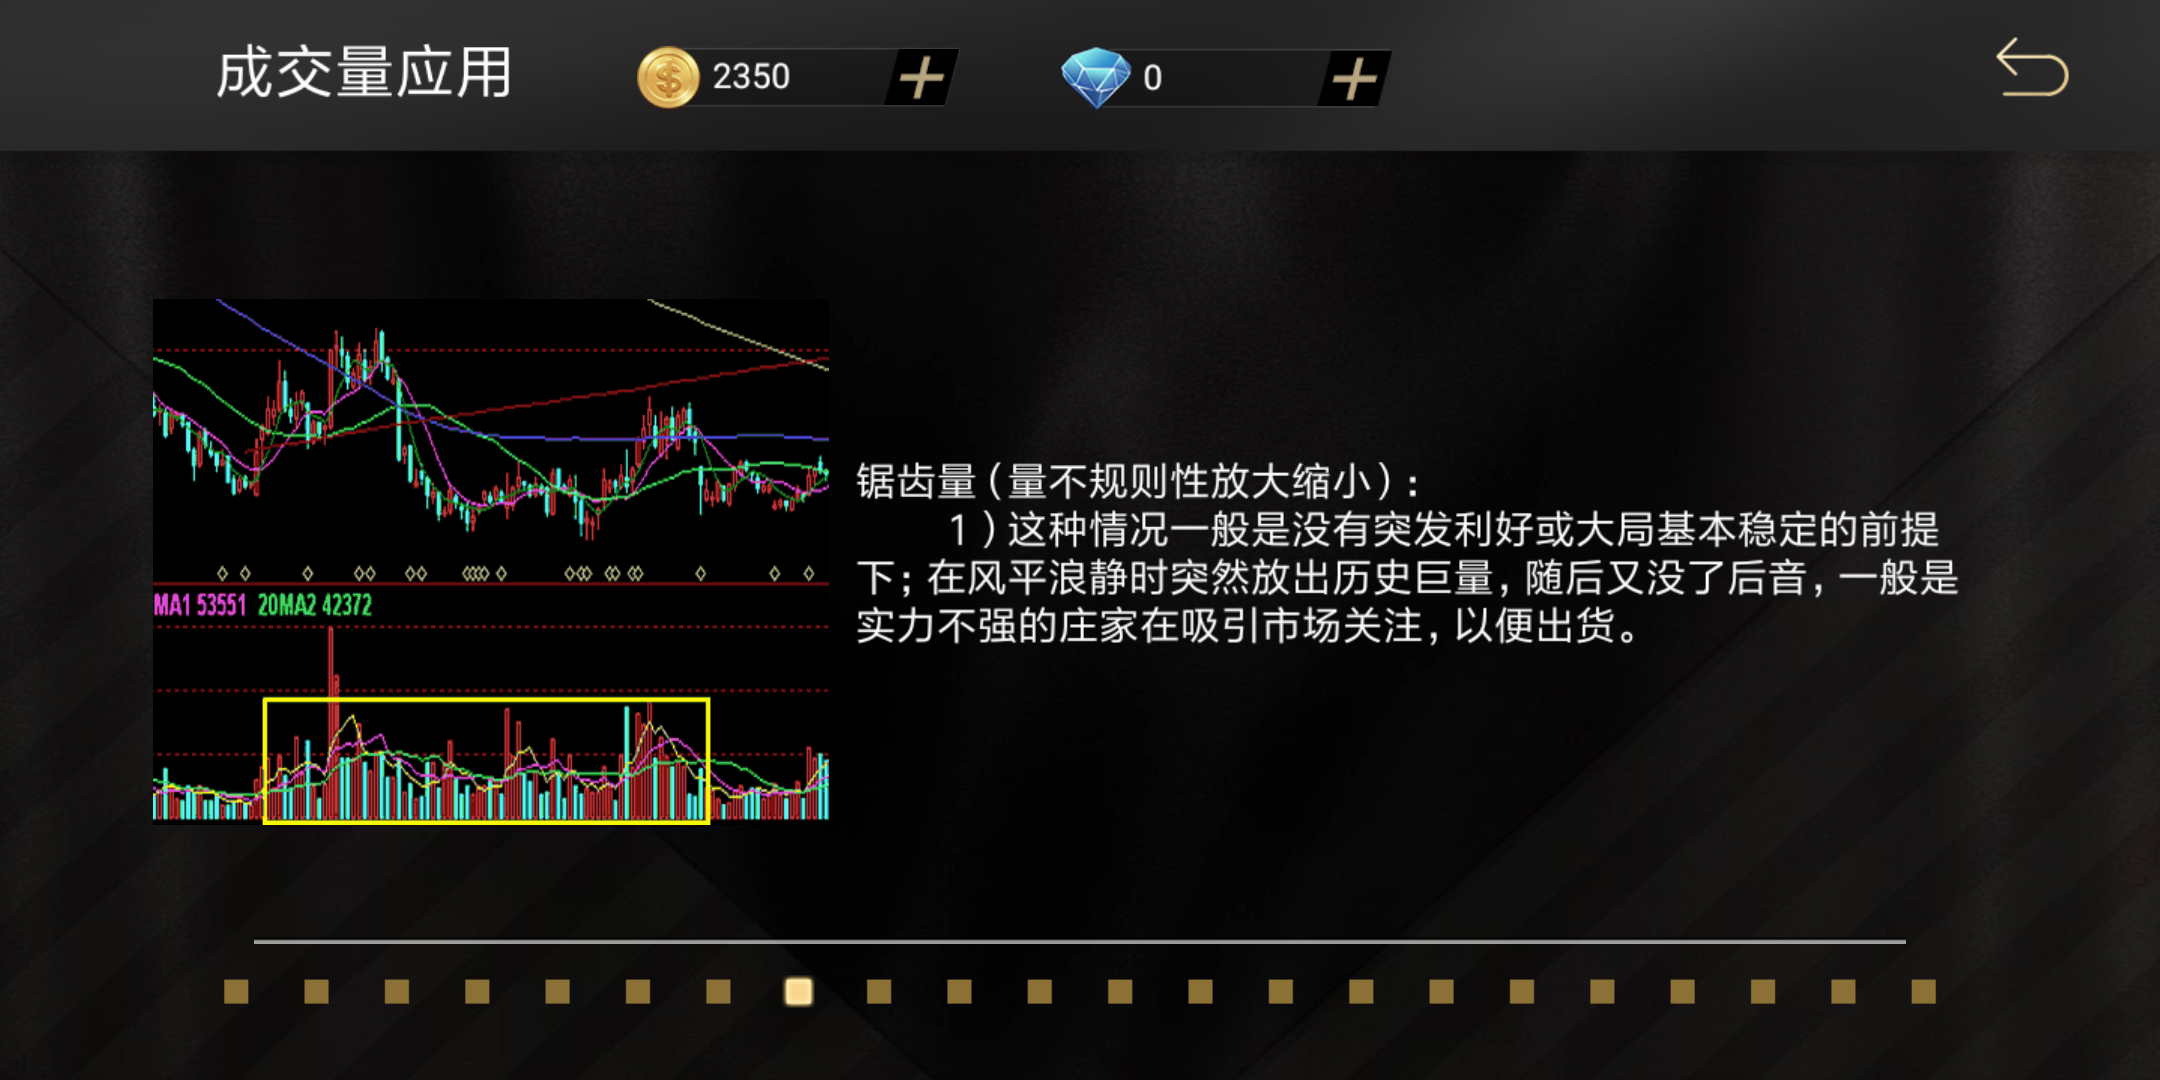 成交量应用
2350
0
MA1 53551 20MA2 42372
锯齿量(量不规则性放大缩小):
1)这种情况一般是没有突发利好或大局基本稳定的前提
下;在风平浪静时突然放出历史巨量,随后又没了后音,一般是
实力不强的庄家在吸引市场关注,以便出货。